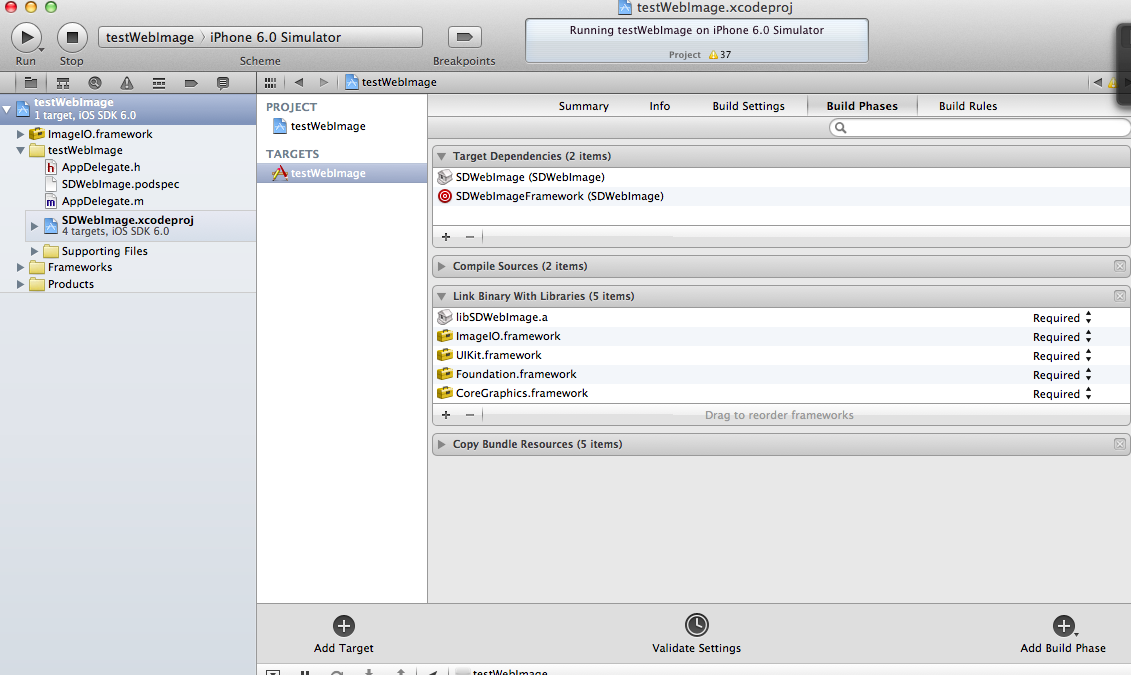 testWebImage.xcodeproj
testWebImage 〉 iPhone 6.0 Simulator
Running testWebImage on iPhone 6.0 Simulator
Project 37
Run Stop Scheme Breakpoints
testWebImage
testWebImage
1 target, iOS SDK 6.0
ImageIO.framework
testWebImage
AppDelegate.h
SDWebImage.podspec
AppDelegate.m
SDWebImage.xcodeproj
4 targets, iOS SDK 6.0
Supporting Files
Frameworks
Products
PROJECT
testWebImage
TARGETS
testWebImage
Summary Info Build Settings Build Phases Build Rules
Target Dependencies (2 items)
SDWebImage (SDWebImage)
SDWebImageFramework (SDWebImage)
Compile Sources (2 items)
Link Binary With Libraries (5 items)
libSDWebImage.a Required
ImageIO.framework Required
UIKit.framework Required
Foundation.framework Required
CoreGraphics.framework Required
Drag to reorder frameworks
Copy Bundle Resources (5 items)
Add Target Validate Settings Add Build Phase
testWebImage